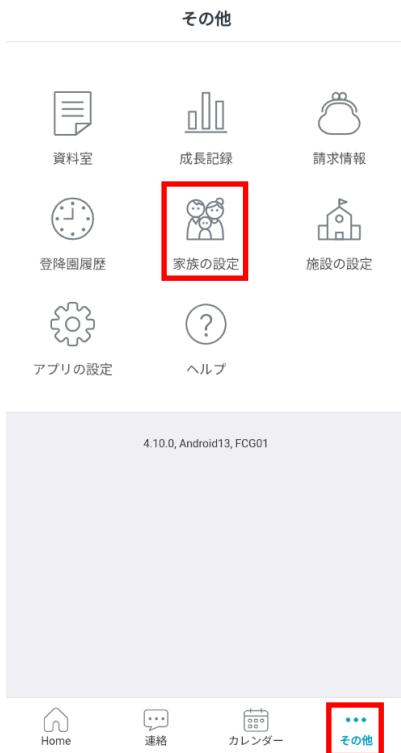 その他
資料室
成長記録
請求情報
登降園履歴
家族の設定
施設の設定
?
アプリの設定
ヘルプ
4.10.0, Android13, FCG01
Home
連絡
カレンダー
その他